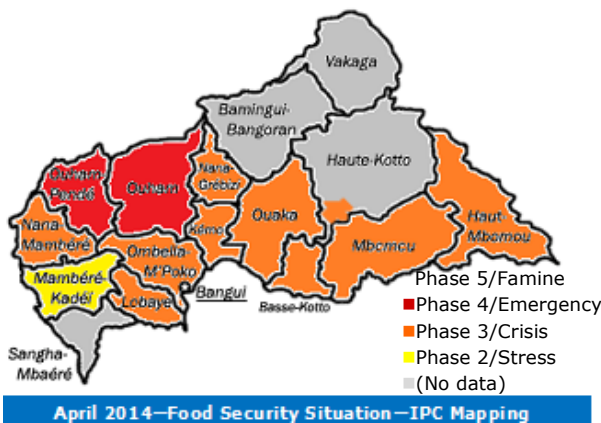 Vakaga
Bamingui-
Bangoran
Haute-Kotto
Ouham-
Pendé
Ouham
Nana-
Grébizi
Nana-
Mambéré
Kémo
Ouaka
Haut-
Mbomou
Ombella-
M'Poko
Mbomou
Mambéré-
Kadéï
Lobaye
Bangui
Basse-Kotto
Sangha-
Mbaéré
Phase 5/Famine
Phase 4/Emergency
Phase 3/Crisis
Phase 2/Stress
(No data)
April 2014—Food Security Situation—IPC Mapping